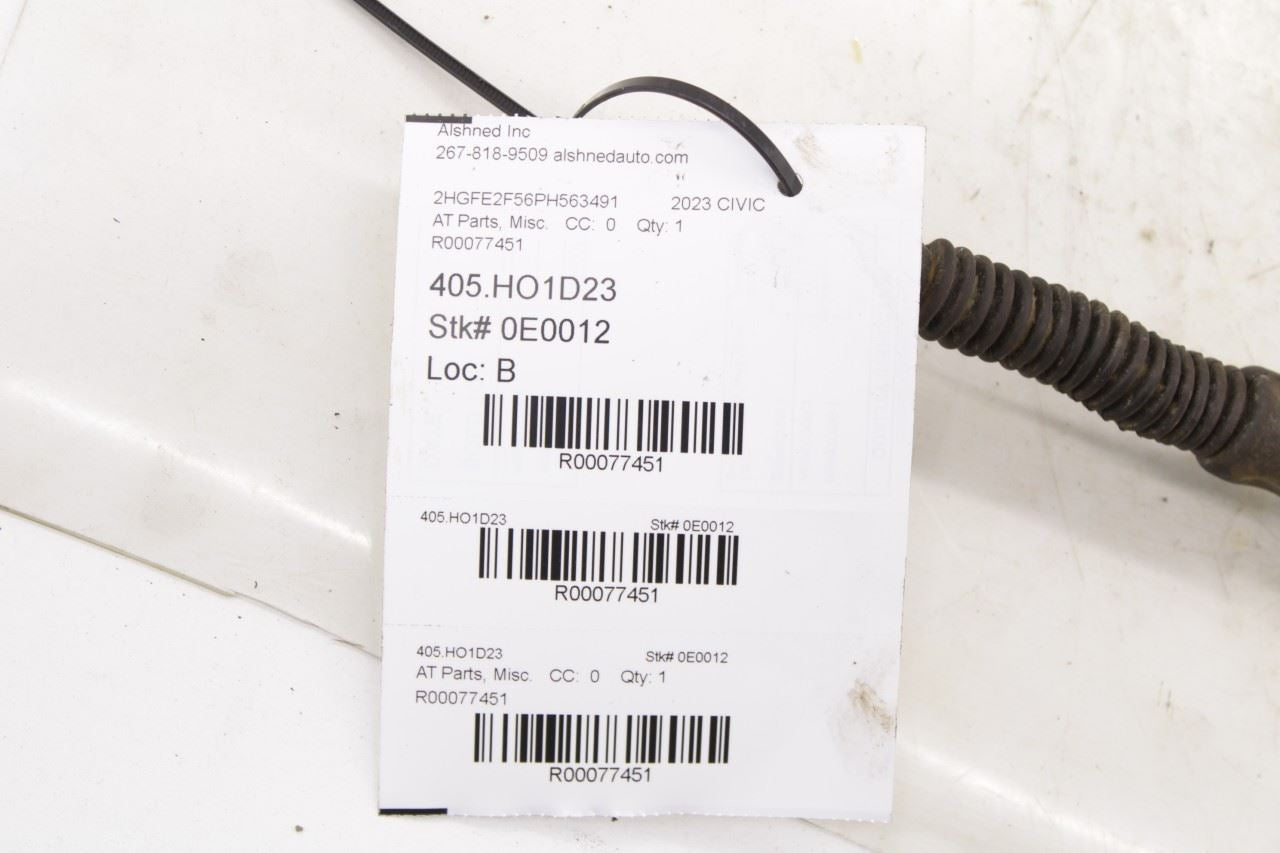 Alshned Inc
267-818-9509 alshnedauto.com
2HGFE2F56PH563491 2023 CIVIC
AT Parts, Misc. CC: 0 Qty: 1
R00077451
405.HO1D23
Stk# 0E0012
Loc: B
R00077451
405.HO1D23 Stk# 0E0012
R00077451
405.HO1D23 Stk# 0E0012
AT Parts, Misc. CC: 0 Qty: 1
R00077451
R00077451